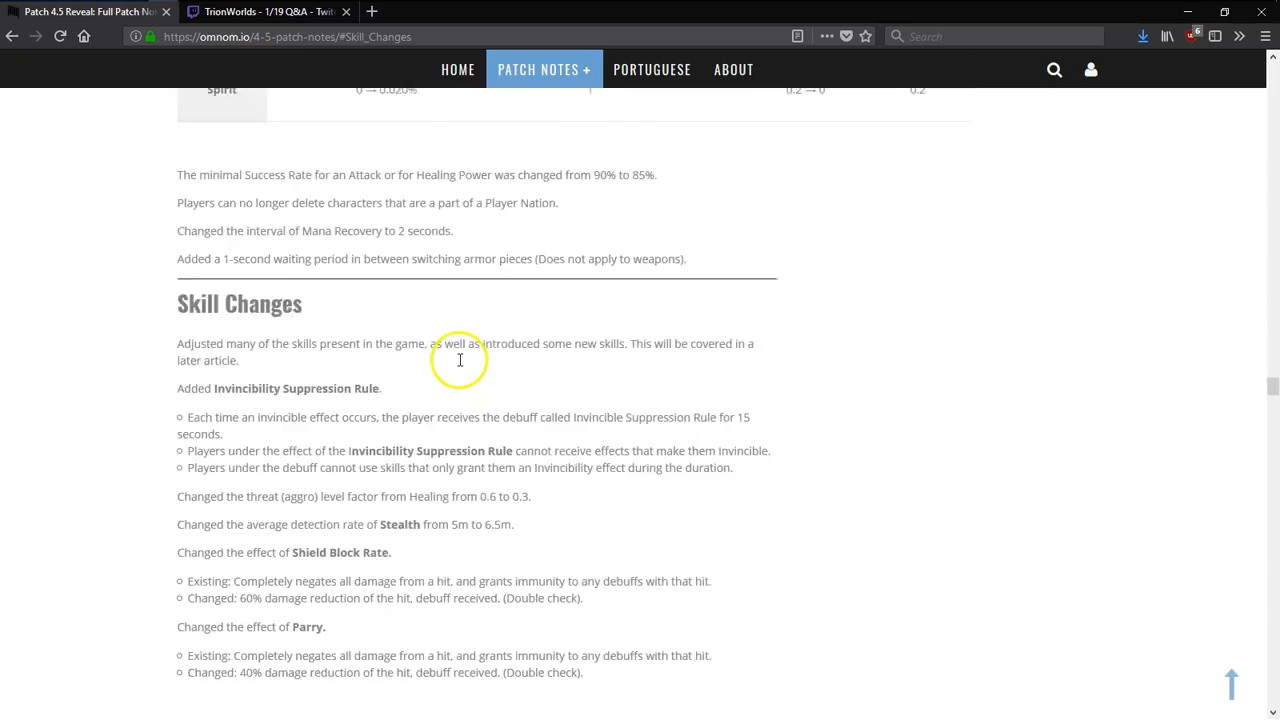 Patch 4.5 Reveal: Full Patch No
TrionWorlds - 1/19 Q&A - Twit
https://omnom.io/4-5-patch-notes/#Skill_Changes
Search
6
HOME
PATCH NOTES +
PORTUGUESE
ABOUT
Spirit 0 → 0.020% 1 0.2 → 0 0.2
The minimal Success Rate for an Attack or for Healing Power was changed from 90% to 85%.
Players can no longer delete characters that are a part of a Player Nation.
Changed the interval of Mana Recovery to 2 seconds.
Added a 1-second waiting period in between switching armor pieces (Does not apply to weapons),
Skill Changes
Adjusted many of the skills present in the game, as well as introduced some new skills. This will be covered in a
later article.
Added Invincibility Suppression Rule.
Each time an invincible effect occurs, the player receives the debuff called Invincible Suppression Rule for 15
seconds.
Players under the effect of the Invincibility Suppression Rule cannot receive effects that make them Invincible.
Players under the debuff cannot use skills that only grant them an Invincibility effect during the duration.
Changed the threat (aggro) level factor from Healing from 0.6 to 0.3.
Changed the average detection rate of Stealth from 5m to 6.5m.
Changed the effect of Shield Block Rate.
Existing: Completely negates all damage from a hit, and grants immunity to any debuffs with that hit.
Changed: 60% damage reduction of the hit, debuff received. (Double check).
Changed the effect of Parry.
Existing: Completely negates all damage from a hit, and grants immunity to any debuffs with that hit.
Changed: 40% damage reduction of the hit, debuff received. (Double check).